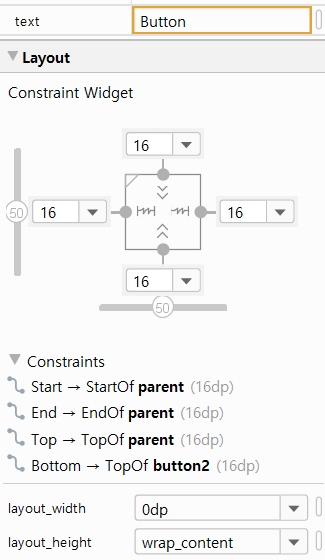 text Button
Layout
Constraint Widget
16
50 16 16
16
50
Constraints
Start → StartOf parent (16dp)
End → EndOf parent (16dp)
Top → TopOf parent (16dp)
Bottom → TopOf button2 (16dp)
layout_width 0dp
layout_height wrap_content